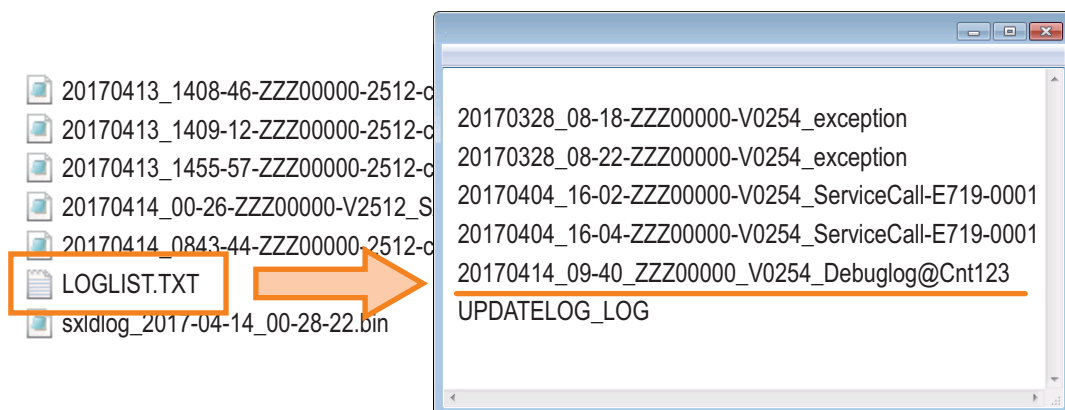 20170413_1408-46-ZZZ00000-2512-c
20170413_1409-12-ZZZ00000-2512-c
20170413_1455-57-ZZZ00000-2512-c
20170414_00-26-ZZZ00000-V2512_S
20170414_0843-44-ZZZ00000-2512-c
LOGLIST.TXT
sxldlog_2017-04-14_00-28-22.bin
20170328_08-18-ZZZ00000-V0254_exception
20170328_08-22-ZZZ00000-V0254_exception
20170404_16-02-ZZZ00000-V0254_ServiceCall-E719-0001
20170404_16-04-ZZZ00000-V0254_ServiceCall-E719-0001
20170414_09-40_ZZZ00000_V0254_Debuglog@Cnt123
UPDATELOG_LOG